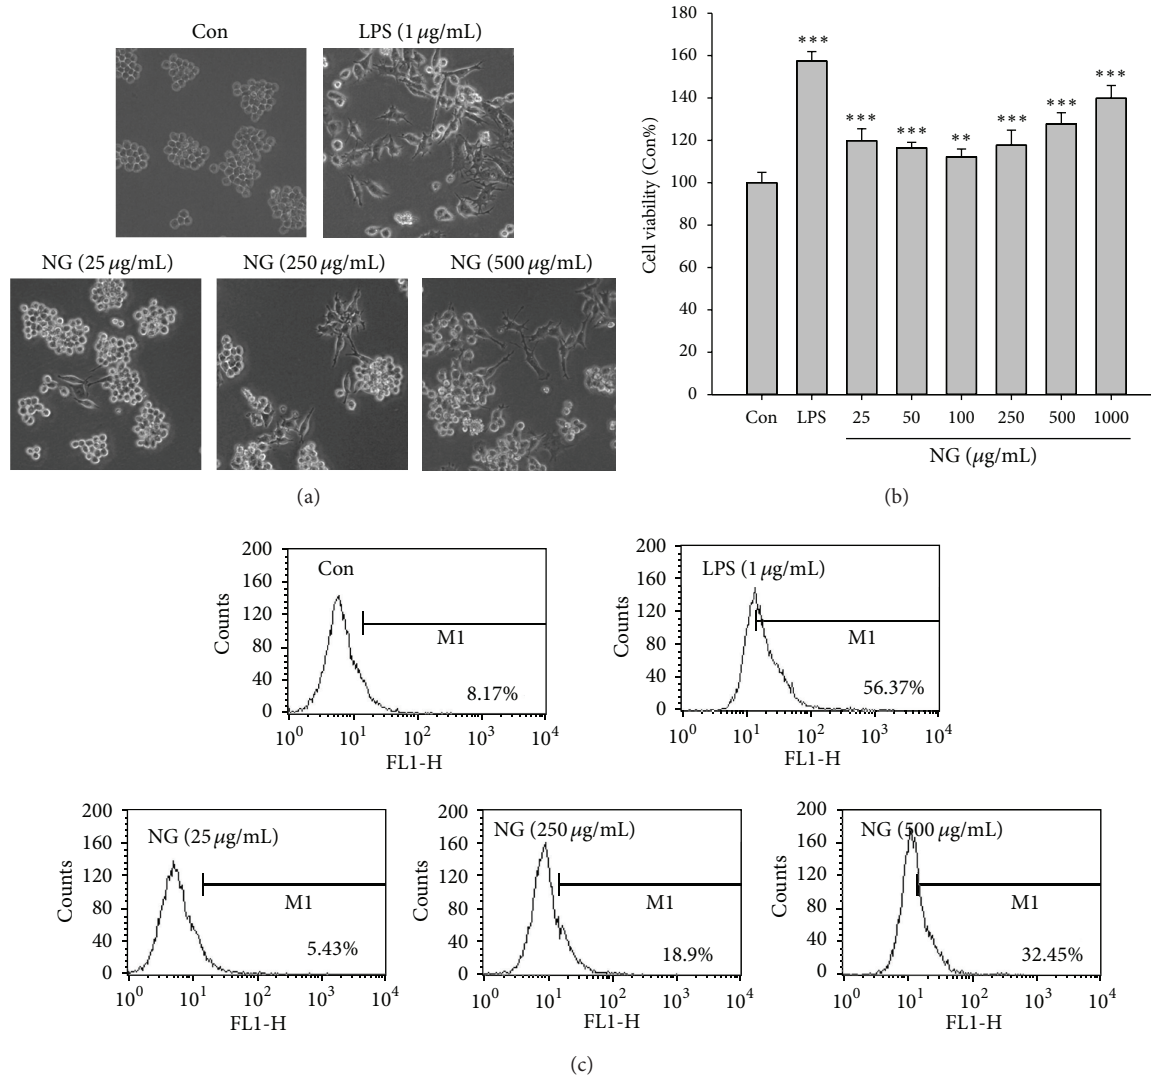 Con
LPS (1 μg/mL)
NG (25 μg/mL)
NG (250 μg/mL)
NG (500 μg/mL)
(a)
180
160
140
120
100
80
60
40
20
0
Cell viability (Con%)
***
***
***
**
***
***
***
Con
LPS
25
50
100
250
500
1000
NG (μg/mL)
(b)
200
160
120
80
40
0
Counts
Con
M1
8.17%
10⁰
10¹
10²
10³
10⁴
FL1-H
200
160
120
80
40
0
Counts
LPS (1 μg/mL)
M1
56.37%
10⁰
10¹
10²
10³
10⁴
FL1-H
200
160
120
80
40
0
Counts
NG (25 μg/mL)
M1
5.43%
10⁰
10¹
10²
10³
10⁴
FL1-H
200
160
120
80
40
0
Counts
NG (250 μg/mL)
M1
18.9%
10⁰
10¹
10²
10³
10⁴
FL1-H
200
160
120
80
40
0
Counts
NG (500 μg/mL)
M1
32.45%
10⁰
10¹
10²
10³
10⁴
FL1-H
(c)